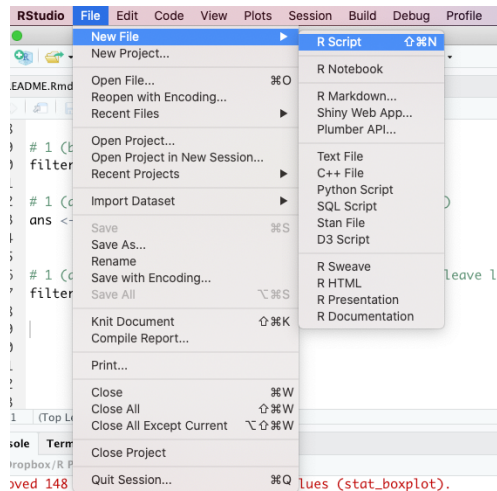 RStudio File Edit Code View Plots Session Build Debug Profile
New File ▶
New Project...
Open File... ⌘O
Reopen with Encoding...
Recent Files ▶
Open Project...
Open Project in New Session...
Recent Projects ▶
Import Dataset ▶
Save ⌘S
Save As...
Rename
Save with Encoding...
Save All ⌥⌘S
Knit Document ⇧⌘K
Compile Report...
Print...
Close ⌘W
Close All ⇧⌘W
Close All Except Current ⌥⇧⌘W
Close Project
Quit Session... ⌘Q
R Script ⇧⌘N
R Notebook
R Markdown...
Shiny Web App...
Plumber API...
Text File
C++ File
Python Script
SQL Script
Stan File
D3 Script
R Sweave
R HTML
R Presentation
R Documentation
EADME.Rmd
# 1 (b
filter
# 1 (
)
ans <-
# 1 (
leave l
filter
(Top Le
sole Term
ropbox/R P
oved 148
lues (stat_boxplot).